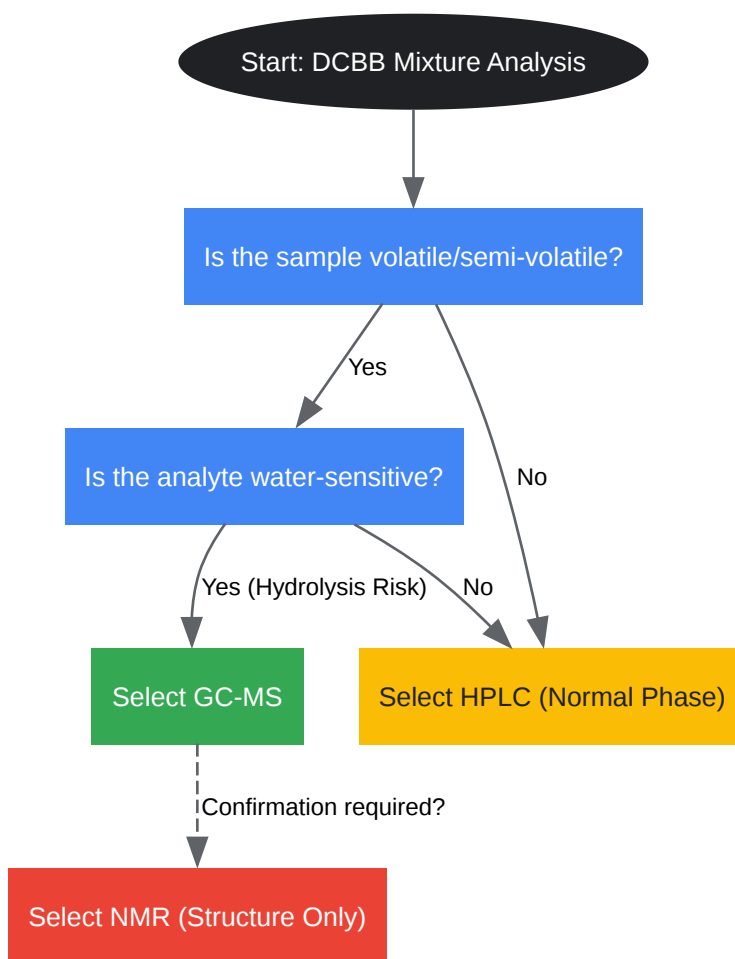 Start: DCBB Mixture Analysis
Is the sample volatile/semi-volatile?
Yes
Is the analyte water-sensitive?
No
Yes (Hydrolysis Risk)
No
Select GC-MS
Select HPLC (Normal Phase)
Confirmation required?
Select NMR (Structure Only)